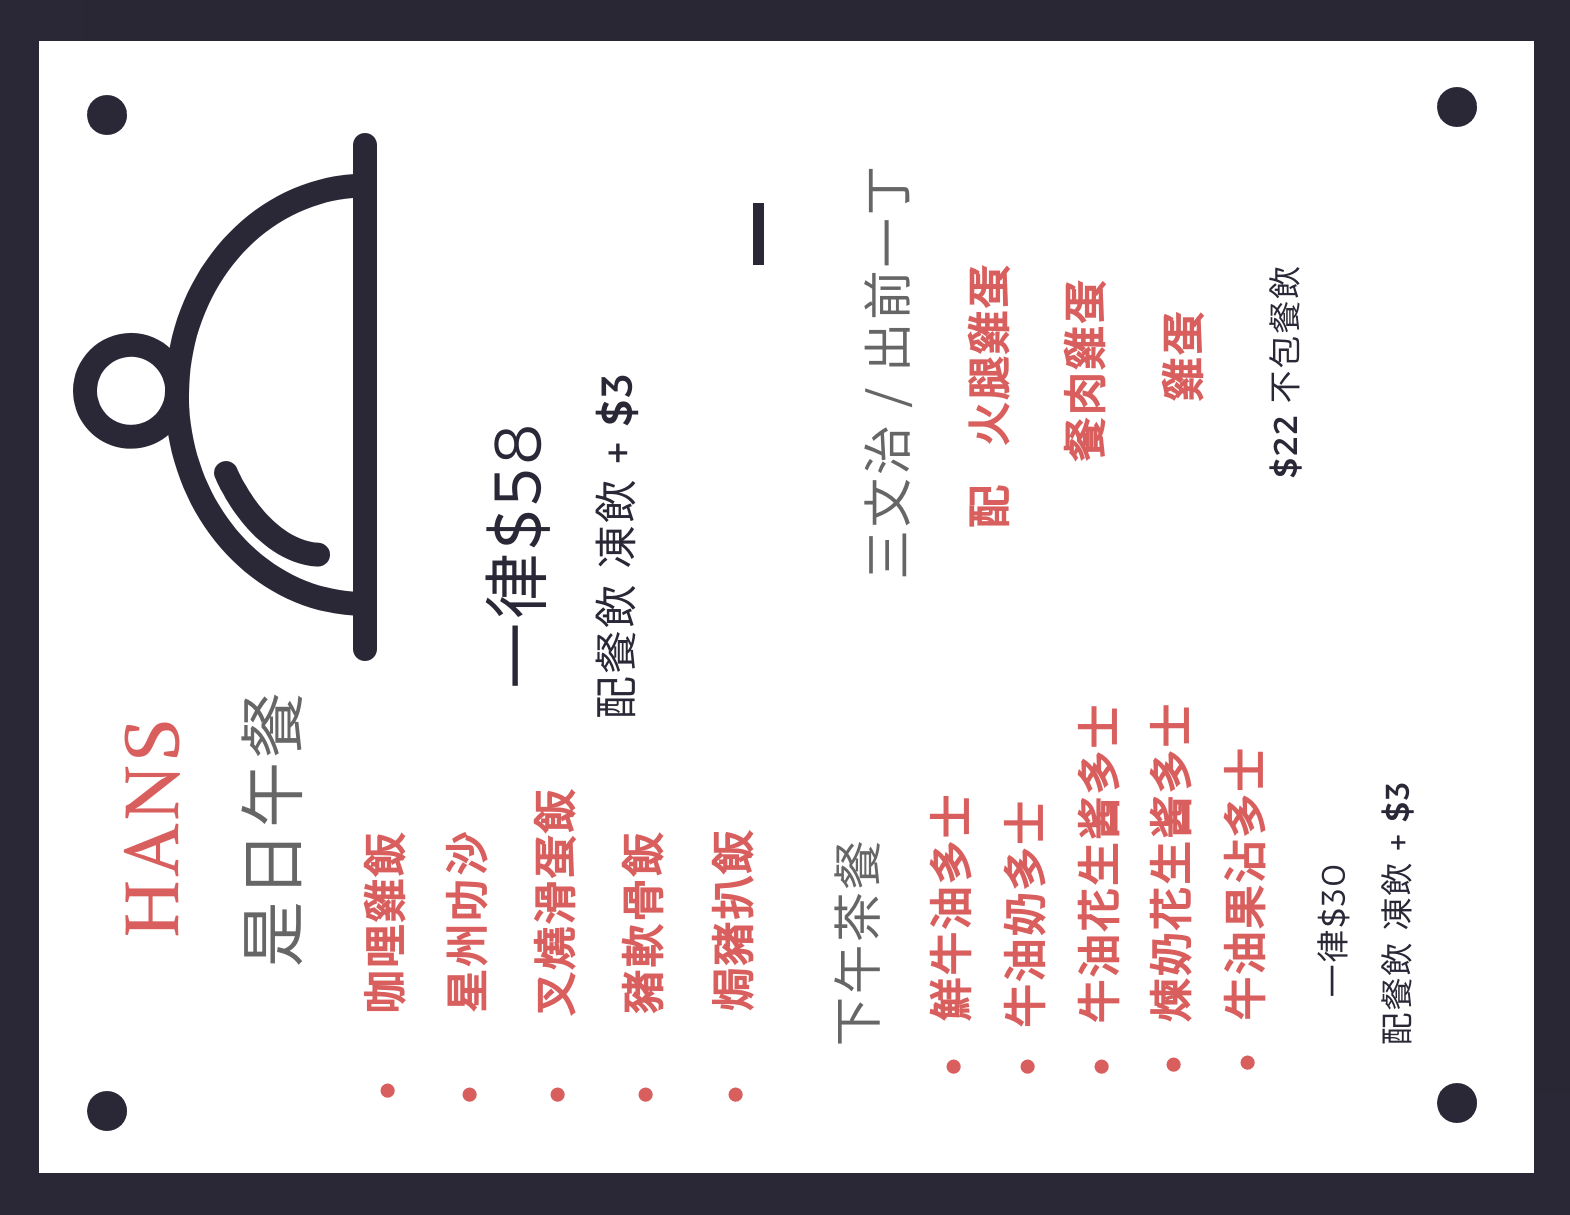 HANS
是日午餐
咖哩雞飯
星州叻沙
叉燒滑蛋飯
豬軟骨飯
焗豬扒飯
一律$58
配餐飲 凍飲 + $3
下午茶餐
鮮牛油多士
牛油奶多士
牛油花生醬多士
煉奶花生酱多士
牛油果沾多士
一律$30
配餐飲 凍飲 + $3
三文治 / 出前一丁
配 火腿雞蛋
餐肉雞蛋
雞蛋
$22 不包餐飲